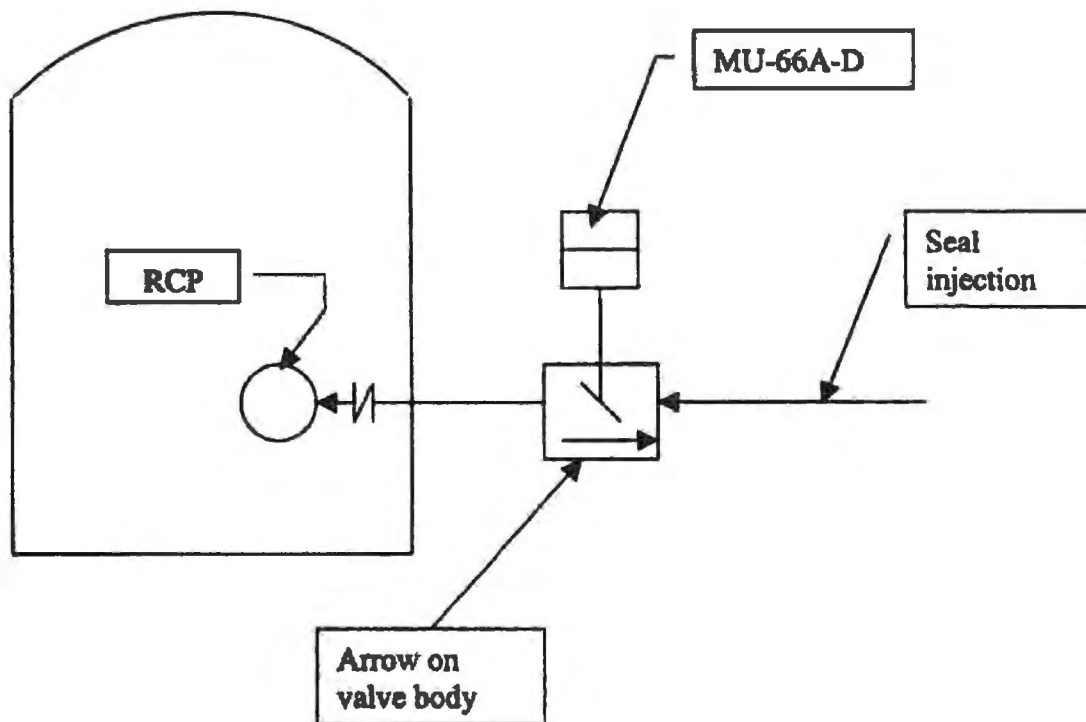 MU-66A-D
Seal
injection
RCP
Arrow on
valve body